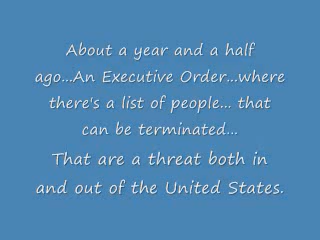 About a year and a half
ago...An Executive Order...where
there's a list of people... that
can be terminated...
That are a threat both in
and out of the United States.